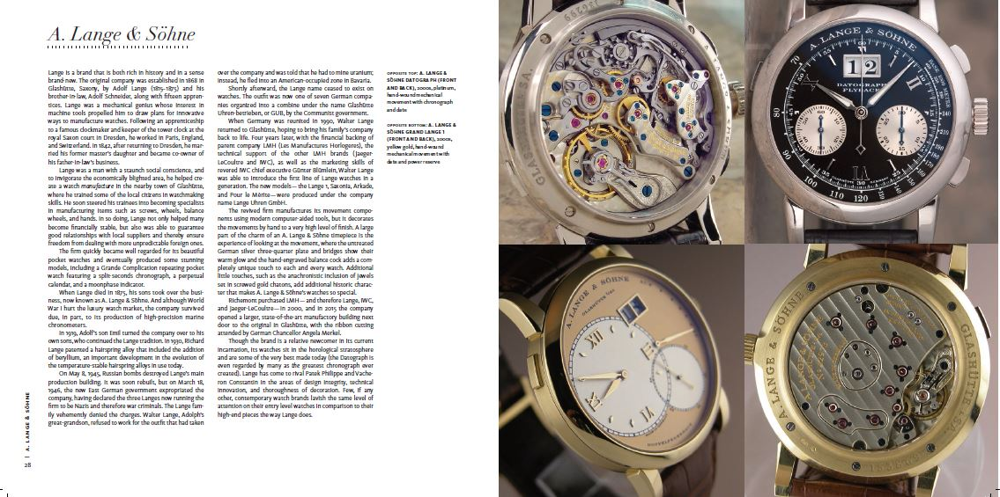 A. Lange & Söhne
Lange is a brand that is both rich in history and in a sense
brand new. The original company was established in 1868 in
Glashütte, Saxony, by Adolf Lange (1815–1875) and his
brother-in-law, Adolf Schneider, along with fifteen appren-
tices. Lange was a mechanical genius whose interest in
machine tools propelled him to draw plans for innovative
ways to manufacture watches. Following an apprenticeship
to a famous clockmaker and keeper of the tower clock at the
royal Saxon court in Dresden, he worked in Paris, England,
and Switzerland. In 1842, after returning to Dresden, he mar-
ried his former master's daughter and became co-owner of
his father-in-law's business.
Lange was a man with a staunch social conscience, and
to invigorate the economically blighted area, he helped cre-
ate a watch manufacture in the nearby town of Glashütte,
where he trained some of the local citizens in watchmaking
skills. He soon steered his trainees into becoming specialists
in manufacturing items such as screws, wheels, balance
wheels, and hands. In so doing, Lange not only helped many
become financially stable, but also was able to guarantee
good relationships with local suppliers and thereby ensure
freedom from dealing with more unpredictable foreign ones.
The firm quickly became well regarded for its beautiful
pocket watches and eventually produced some stunning
models, including a Grande Complication repeating pocket
watch featuring a split-seconds chronograph, a perpetual
calendar, and a moonphase indicator.
When Lange died in 1875, his sons took over the busi-
ness, now known as A. Lange & Söhne. And although World
War I hurt the luxury watch market, the company survived
due, in part, to its production of high-precision marine
chronometers.
In 1919, Adolf's son Emil turned the company over to his
own sons, who continued the Lange tradition. In 1930, Richard
Lange patented a hairspring alloy that included the addition
of beryllium, an important development in the evolution of
the temperature-stable hairspring alloys in use today.
On May 8, 1945, Russian bombs destroyed Lange's main
production building. It was soon rebuilt, but on March 18,
1946, the new East German government expropriated the
company, having declared the three Langes now running the
firm to be Nazis and therefore war criminals. The Lange fam-
ily vehemently denied the charges. Walter Lange, Adolph's
great-grandson, refused to work for the outfit that had taken
over the company and was told that he had to mine uranium;
instead, he fled into an American-occupied zone in Bavaria.
Shortly afterward, the Lange name ceased to exist on
watches. The outfit was now one of seven German compa-
nies organized into a combine under the name Glashütte
Uhren-betrieben, or GUB, by the Communist government.
When Germany was reunited in 1990, Walter Lange
returned to Glashütte, hoping to bring his family's company
back to life. Four years later, with the financial backing of
parent company LMH (Les Manufactures Horlogeres), the
technical support of the other LMH brands (Jaeger-
LeCoultre and IWC), as well as the marketing skills of
revered IWC chief executive Günter Blümlein, Walter Lange
was able to introduce the first line of Lange watches in a
generation. The new models—the Lange 1, Saxonia, Arkade,
and Pour le Mérite—were produced under the company
name Lange Uhren GmbH.
The revived firm manufactures its movement compo-
nents using modern computer-aided tools, but it decorates
the movements by hand to a very high level of finish. A large
part of the charm of an A. Lange & Söhne timepiece is the
experience of looking at the movement, where the untreated
German silver three-quarter plate and bridges show their
warm glow and the hand-engraved balance cock adds a com-
pletely unique touch to each and every watch. Additional
little touches, such as the anachronistic inclusion of jewels
set in screwed gold chatons, add additional historic charac-
ter that makes A. Lange & Söhne's watches so special.
Richemont purchased LMH—and therefore Lange, IWC,
and Jaeger-LeCoultre—in 2000, and in 2015 the company
opened a larger, state-of-the-art manufactory building next
door to the original in Glashütte, with the ribbon cutting
attended by German Chancellor Angela Merkel.
Though the brand is a relative newcomer in its current
incarnation, its watches sit in the horological stratosphere
and are some of the very best made today (the Datograph is
even regarded by many as the greatest chronograph ever
created). Lange has come to rival Patek Philippe and Vache-
ron Constantin in the areas of design integrity, technical
innovation, and thoroughness of decoration. Few, if any
other, contemporary watch brands lavish the same level of
attention on their entry level watches in comparison to their
high-end pieces the way Lange does.
OPPOSITE TOP: A. LANGE &
SÖHNE DATOGRAPH (FRONT
AND BACK), 2000s, platinum,
hand-wound mechanical
movement with chronograph
and date
OPPOSITE BOTTOM: A. LANGE &
SÖHNE GRAND LANGE 1
(FRONT AND BACK), 2000s,
yellow gold, hand-wound
mechanical movement with
date and power reserve
| A. LANGE & SÖHNE
28
A. LANGE & SÖHNE
12
DATOGRAPH
FLYBACK
II
VI
70
80
90
100
110
120
130
140
60
A. LANGE & SÖHNE
GLASHÜTTE I/SA
XII
IX
VI
DOPPELFEDERHAUS
A. LANGE & SÖHNE
GLASHÜTTE I/SA